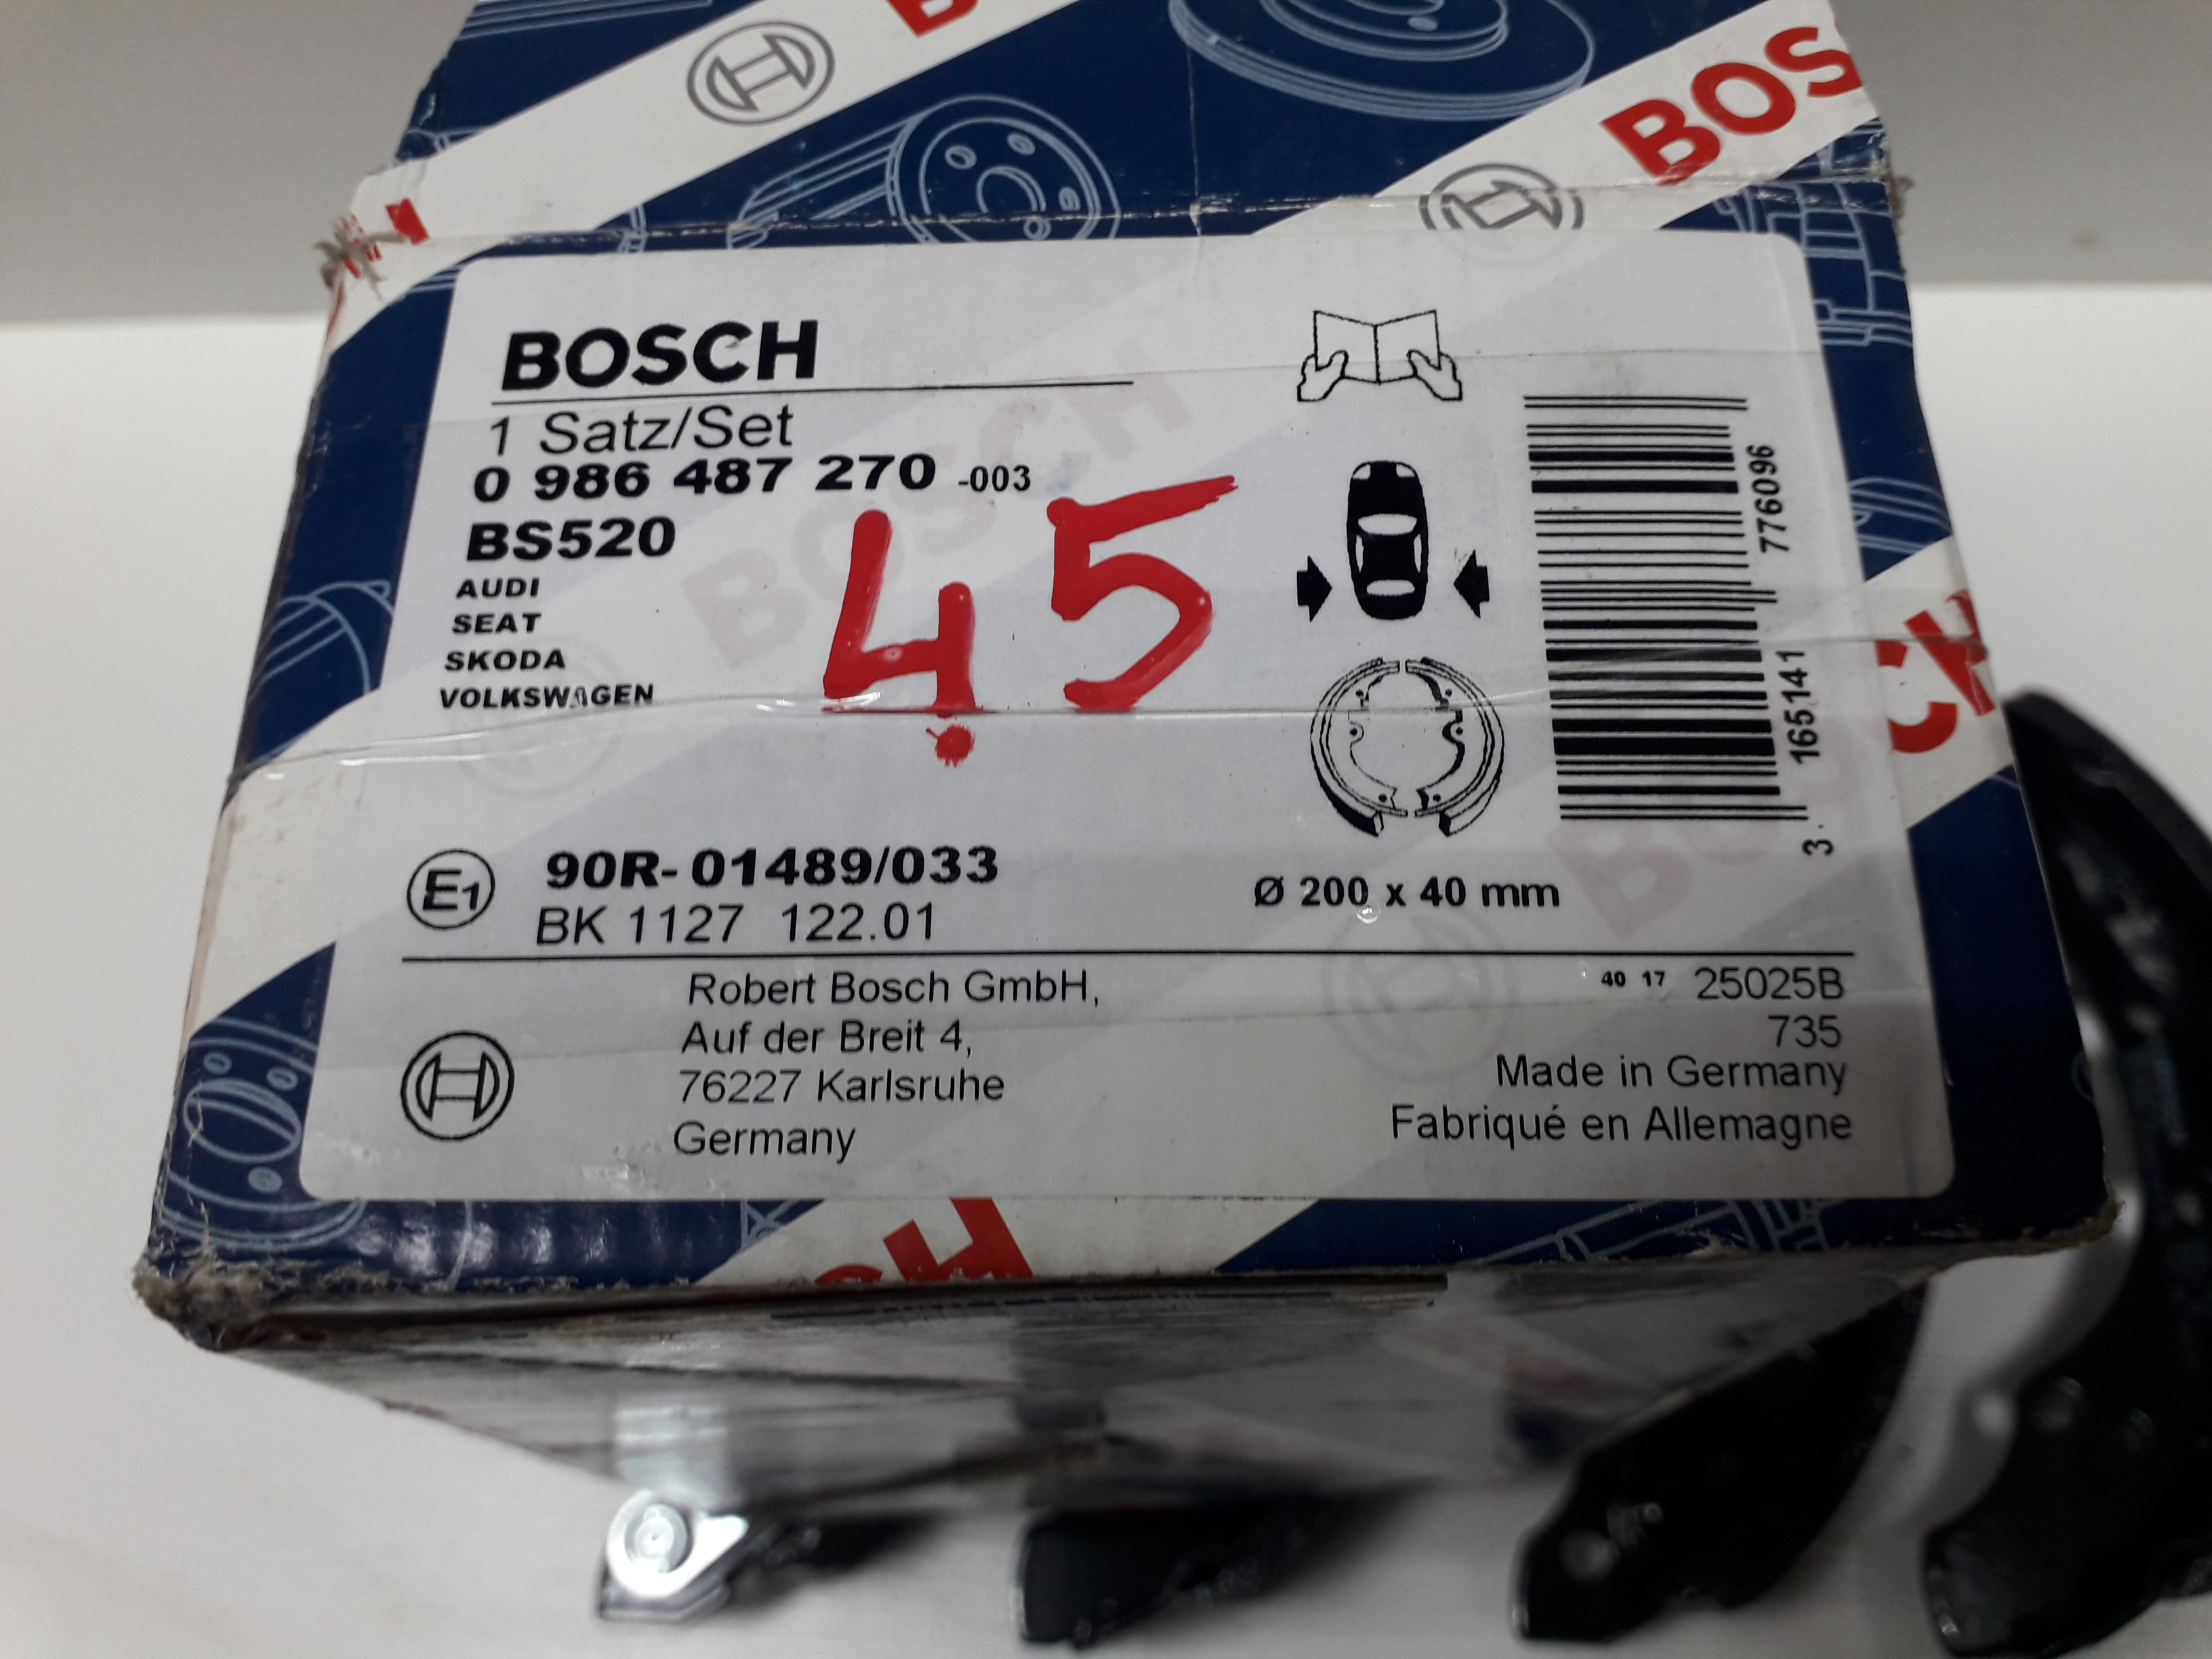 BOS
BOSCH
1 Satz/Set
0 986 487 270 -003
BS520
AUDI
SEAT
SKODA
VOLKSWAGEN
45
3 165141 776096
E1
90R-01489/033
BK 1127 122.01
Ø 200 x 40 mm
Robert Bosch GmbH,
Auf der Breit 4,
76227 Karlsruhe
Germany
40 17 25025B
735
Made in Germany
Fabriqué en Allemagne
CH
H